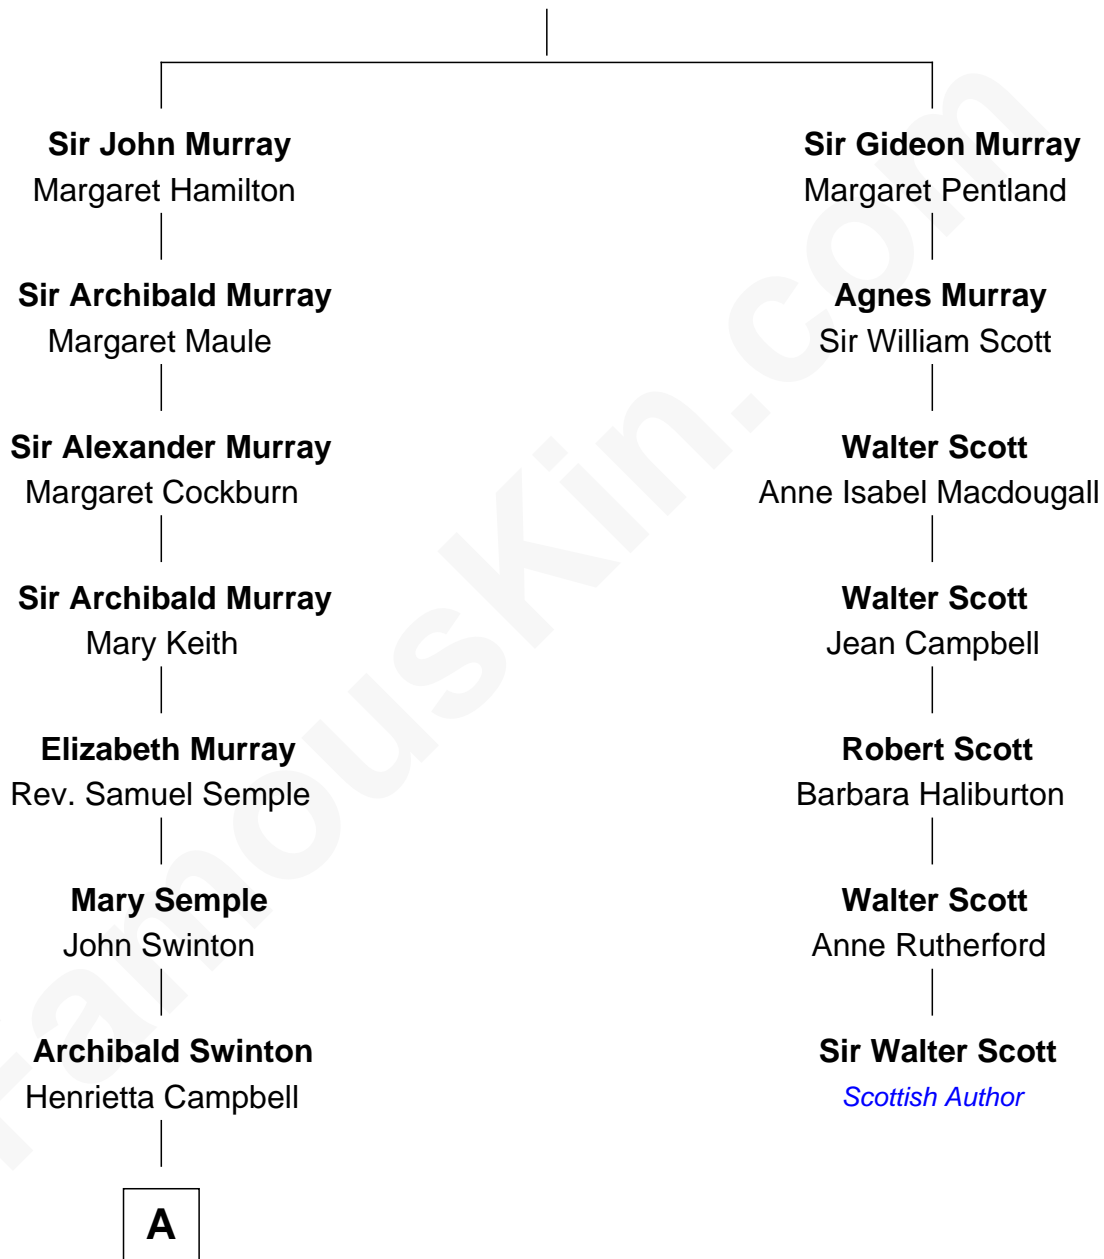 Sir John Murray
Margaret Hamilton
Sir Archibald Murray
Margaret Maule
Sir Alexander Murray
Margaret Cockburn
Sir Archibald Murray
Mary Keith
Elizabeth Murray
Rev. Samuel Semple
Mary Semple
John Swinton
Archibald Swinton
Henrietta Campbell
A
Sir Gideon Murray
Margaret Pentland
Agnes Murray
Sir William Scott
Walter Scott
Anne Isabel Macdougall
Walter Scott
Jean Campbell
Robert Scott
Barbara Haliburton
Walter Scott
Anne Rutherford
Sir Walter Scott
Scottish Author
FamousKin.com